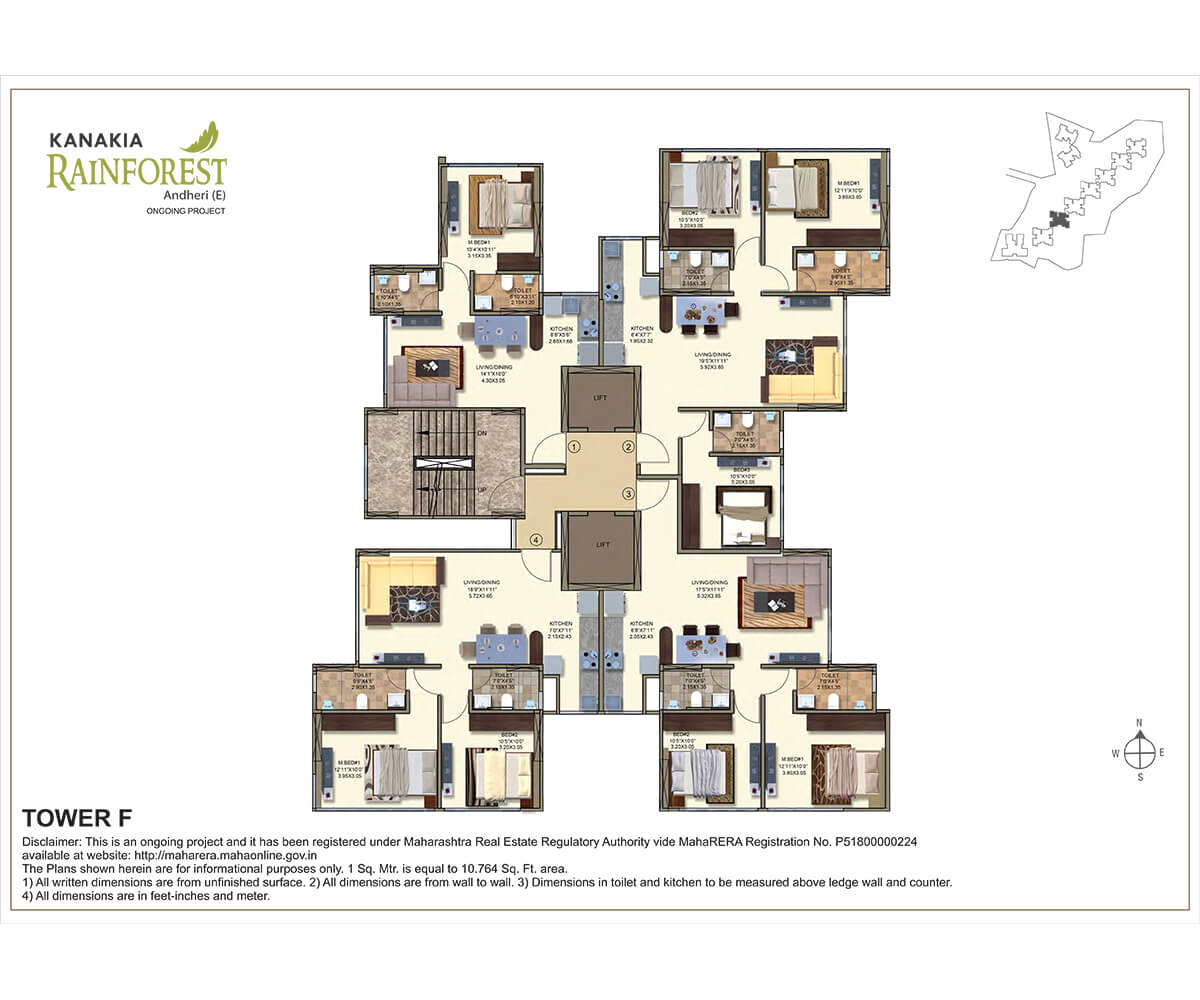 KANAKIA
RAINFOREST
Andheri (E)
ONGOING PROJECT
M.BED#1
10'4"X10'11"
3.15X3.35
TOILET
6'10"X4'5"
2.10X1.35
TOILET
6'10"X3'11"
2.10X1.20
KITCHEN
8'8"X5'6"
2.65X1.68
LIVING/DINING
14'1"X10'0"
4.30X3.05
BED#2
10'5"X10'0"
3.20X3.05
M.BED#1
12'11"X10'0"
3.95X3.05
TOILET
7'0"X4'5"
2.15X1.35
TOILET
9'8"X4'5"
2.95X1.35
KITCHEN
6'4"X7'7"
1.95X2.32
LIVING/DINING
19'5"X11'11"
5.92X3.65
LIFT
DN
UP
1
2
3
4
TOILET
7'0"X4'5"
2.15X1.35
BED#3
10'5"X10'0"
3.20X3.05
LIFT
LIVING/DINING
18'9"X11'11"
5.72X3.65
KITCHEN
7'0"X7'11"
2.15X2.43
LIVING/DINING
17'5"X11'11"
5.32X3.65
KITCHEN
6'8"X7'11"
2.05X2.43
TOILET
9'8"X4'5"
2.95X1.35
TOILET
7'0"X4'5"
2.15X1.35
M.BED#1
12'11"X10'0"
3.95X3.05
BED#2
10'5"X10'0"
3.20X3.05
TOILET
7'0"X4'5"
2.15X1.35
TOILET
7'0"X4'5"
2.15X1.35
BED#2
10'5"X10'0"
3.20X3.05
M.BED#1
12'11"X10'0"
3.95X3.05
N
W E
S
TOWER F
Disclaimer: This is an ongoing project and it has been registered under Maharashtra Real Estate Regulatory Authority vide MahaRERA Registration No. P51800000224
available at website: http://maharera.mahaonline.gov.in
The Plans shown herein are for informational purposes only. 1 Sq. Mtr. is equal to 10.764 Sq. Ft. area.
1) All written dimensions are from unfinished surface. 2) All dimensions are from wall to wall. 3) Dimensions in toilet and kitchen to be measured above ledge wall and counter.
4) All dimensions are in feet-inches and meter.